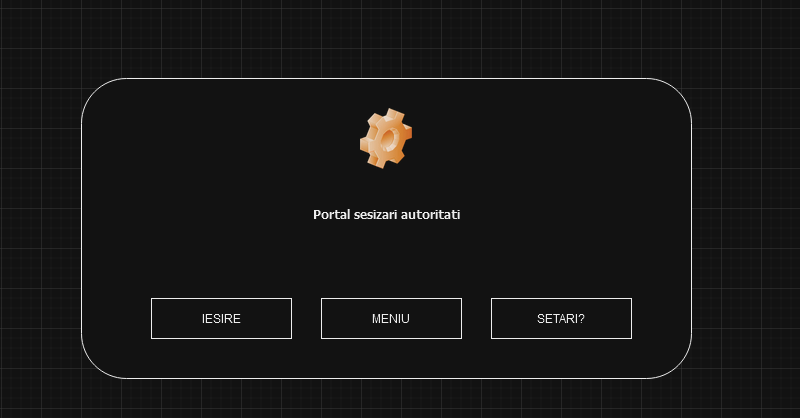 Portal sesizari autoritati
IESIRE
MENIU
SETARI?